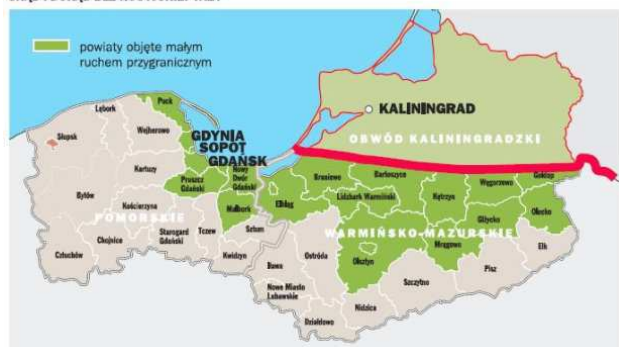 powiaty objęte małym
ruchem przygranicznym
KALININGRAD
OBWÓD KALININGRADZKI
Puck
Lębork
Wejherowo
Słupsk
GDYNIA
SOPOT
GDAŃSK
Kartuzy
Pruszcz
Gdański
Nowy
Dwór
Gdański
Bytów
Kościerzyna
POMORSKIE
Malbork
Starogard
Gdański
Tczew
Sztum
Człuchów
Chojnice
Kwidzyn
Elbląg
Braniewo
Bartoszyce
Lidzbark Warmiński
Kętrzyn
Węgorzewo
Gołdap
Giżycko
Olecko
WARMIŃSKO-MAZURSKIE
Mrągowo
Olsztyn
Ełk
Pisz
Szczytno
Ostróda
Iława
Nowe Miasto
Lubawskie
Nidzica
Działdowo